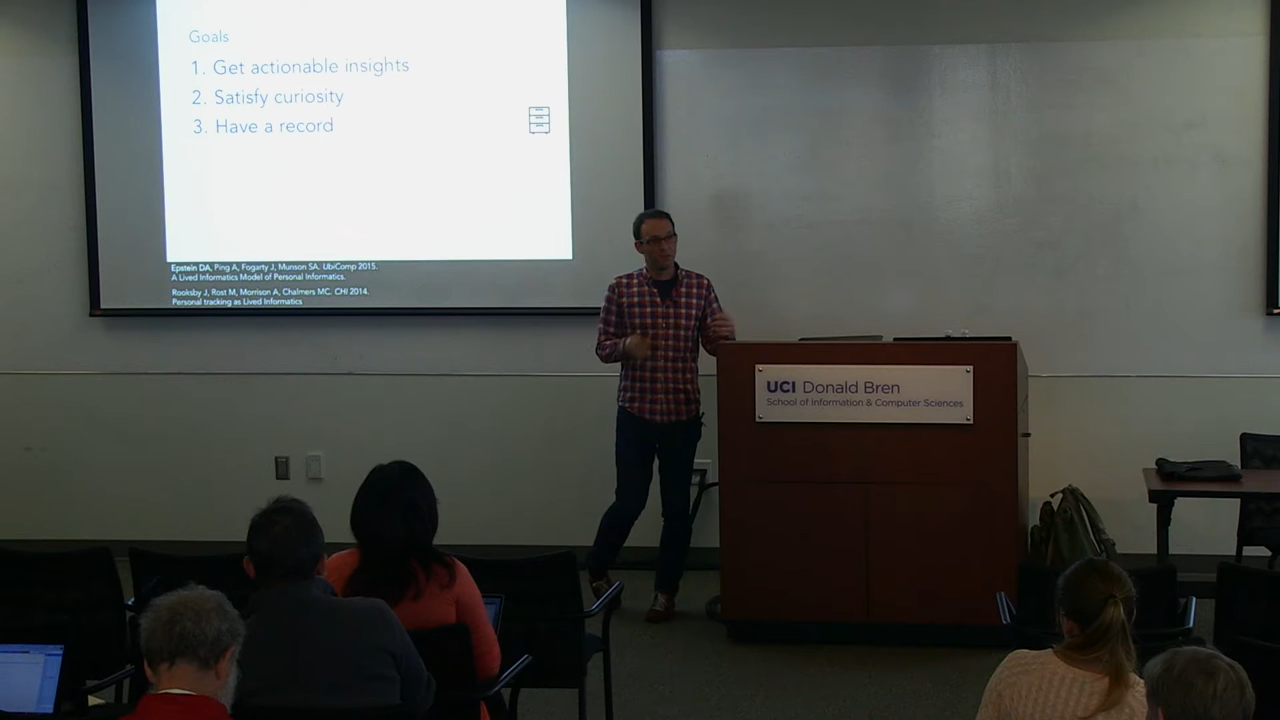 Goals
1. Get actionable insights
2. Satisfy curiosity
3. Have a record
Epstein DA, Ping A, Fogarty J, Munson SA. UbiComp 2015.
A Lived Informatics Model of Personal Informatics.
Rooksby J, Rost M, Morrison A, Chalmers MC. CHI 2014.
Personal tracking as Lived Informatics
UCI Donald Bren
School of Information & Computer Sciences